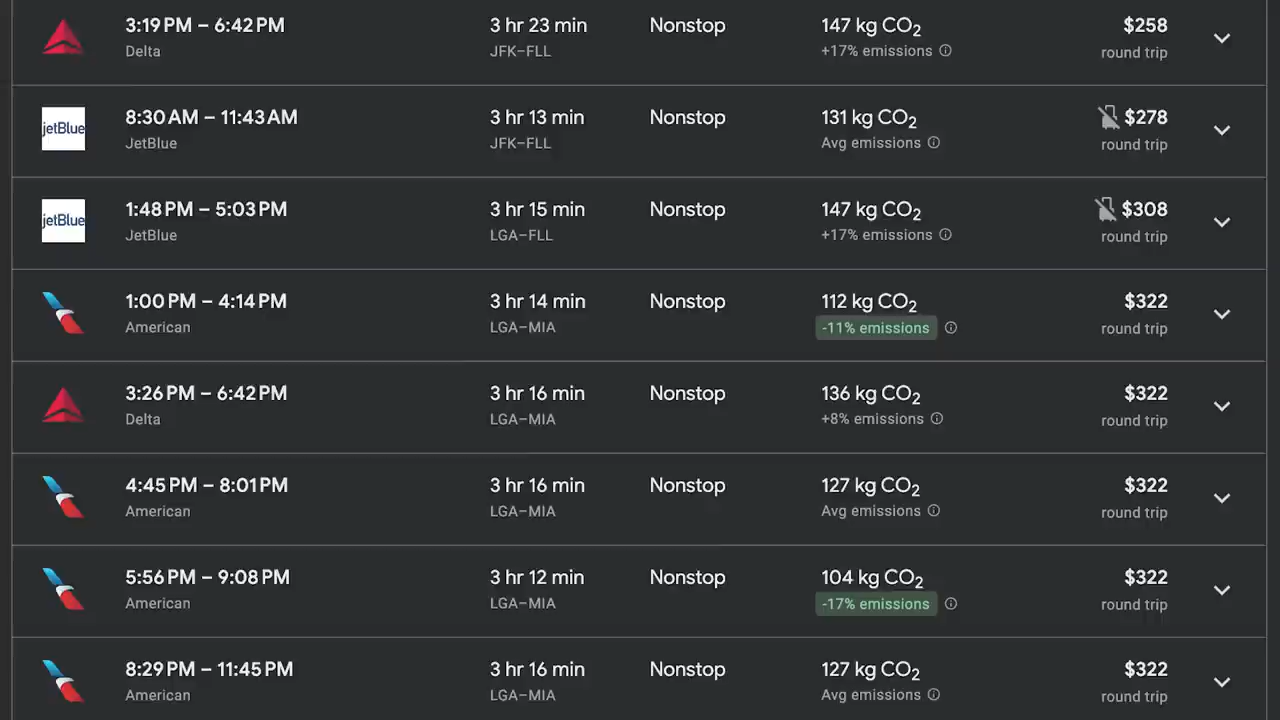 3:19 PM – 6:42 PM 3 hr 23 min Nonstop 147 kg CO2 $258
Delta JFK–FLL +17% emissions round trip
jetBlue 8:30 AM – 11:43 AM 3 hr 13 min Nonstop 131 kg CO2 $278
JetBlue JFK–FLL Avg emissions round trip
jetBlue 1:48 PM – 5:03 PM 3 hr 15 min Nonstop 147 kg CO2 $308
JetBlue LGA–FLL +17% emissions round trip
1:00 PM – 4:14 PM 3 hr 14 min Nonstop 112 kg CO2 $322
American LGA–MIA -11% emissions round trip
3:26 PM – 6:42 PM 3 hr 16 min Nonstop 136 kg CO2 $322
Delta LGA–MIA +8% emissions round trip
4:45 PM – 8:01 PM 3 hr 16 min Nonstop 127 kg CO2 $322
American LGA–MIA Avg emissions round trip
5:56 PM – 9:08 PM 3 hr 12 min Nonstop 104 kg CO2 $322
American LGA–MIA -17% emissions round trip
8:29 PM – 11:45 PM 3 hr 16 min Nonstop 127 kg CO2 $322
American LGA–MIA Avg emissions round trip